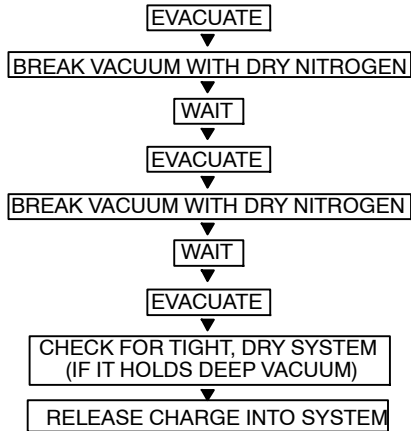 EVACUATE
BREAK VACUUM WITH DRY NITROGEN
WAIT
EVACUATE
BREAK VACUUM WITH DRY NITROGEN
WAIT
EVACUATE
CHECK FOR TIGHT, DRY SYSTEM
(IF IT HOLDS DEEP VACUUM)
RELEASE CHARGE INTO SYSTEM